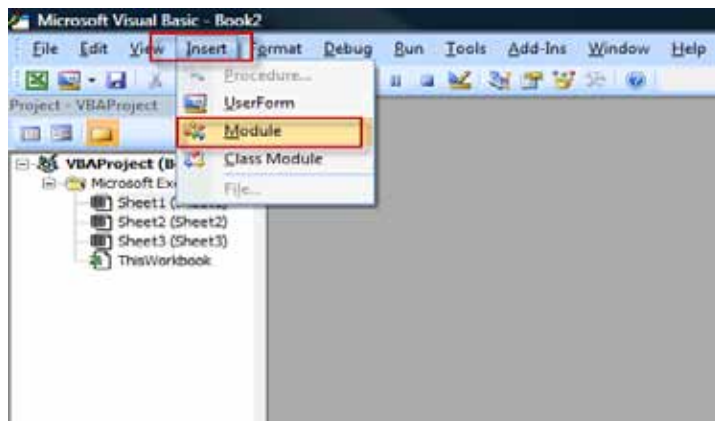 Microsoft Visual Basic - Book2
File Edit View Insert Format Debug Run Tools Add-Ins Window Help
Procedure...
Project - VBAProject
UserForm
Module
VBAProject (B
Class Module
Microsoft Exc
File...
Sheet1 (
Sheet2 (Sheet2)
Sheet3 (Sheet3)
ThisWorkbook